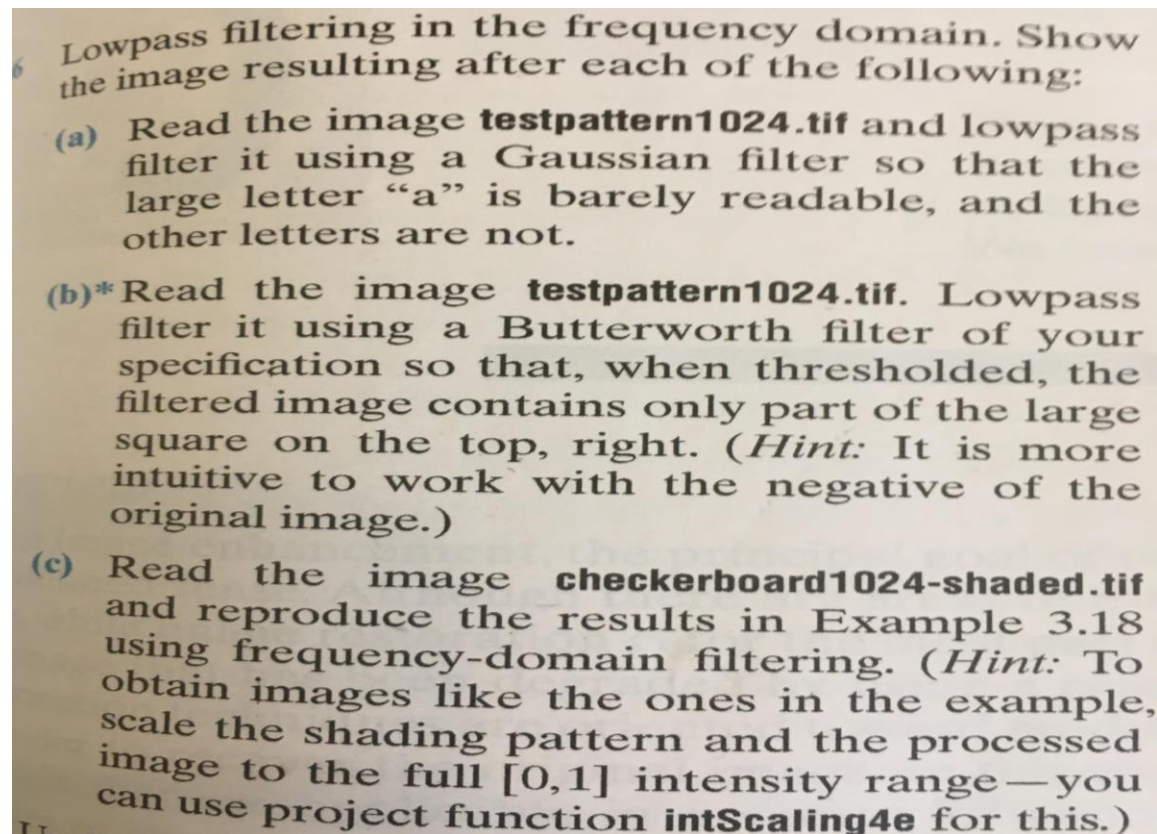 6 Lowpass filtering in the frequency domain. Show
the image resulting after each of the following:
(a) Read the image testpattern1024.tif and lowpass
filter it using a Gaussian filter so that the
large letter “a” is barely readable, and the
other letters are not.
(b)* Read the image testpattern1024.tif. Lowpass
filter it using a Butterworth filter of your
specification so that, when thresholded, the
filtered image contains only part of the large
square on the top, right. (Hint: It is more
intuitive to work with the negative of the
original image.)
(c) Read the image checkerboard1024-shaded.tif
and reproduce the results in Example 3.18
using frequency-domain filtering. (Hint: To
obtain images like the ones in the example,
scale the shading pattern and the processed
image to the full [0,1] intensity range—you
can use project function intScaling4e for this.)